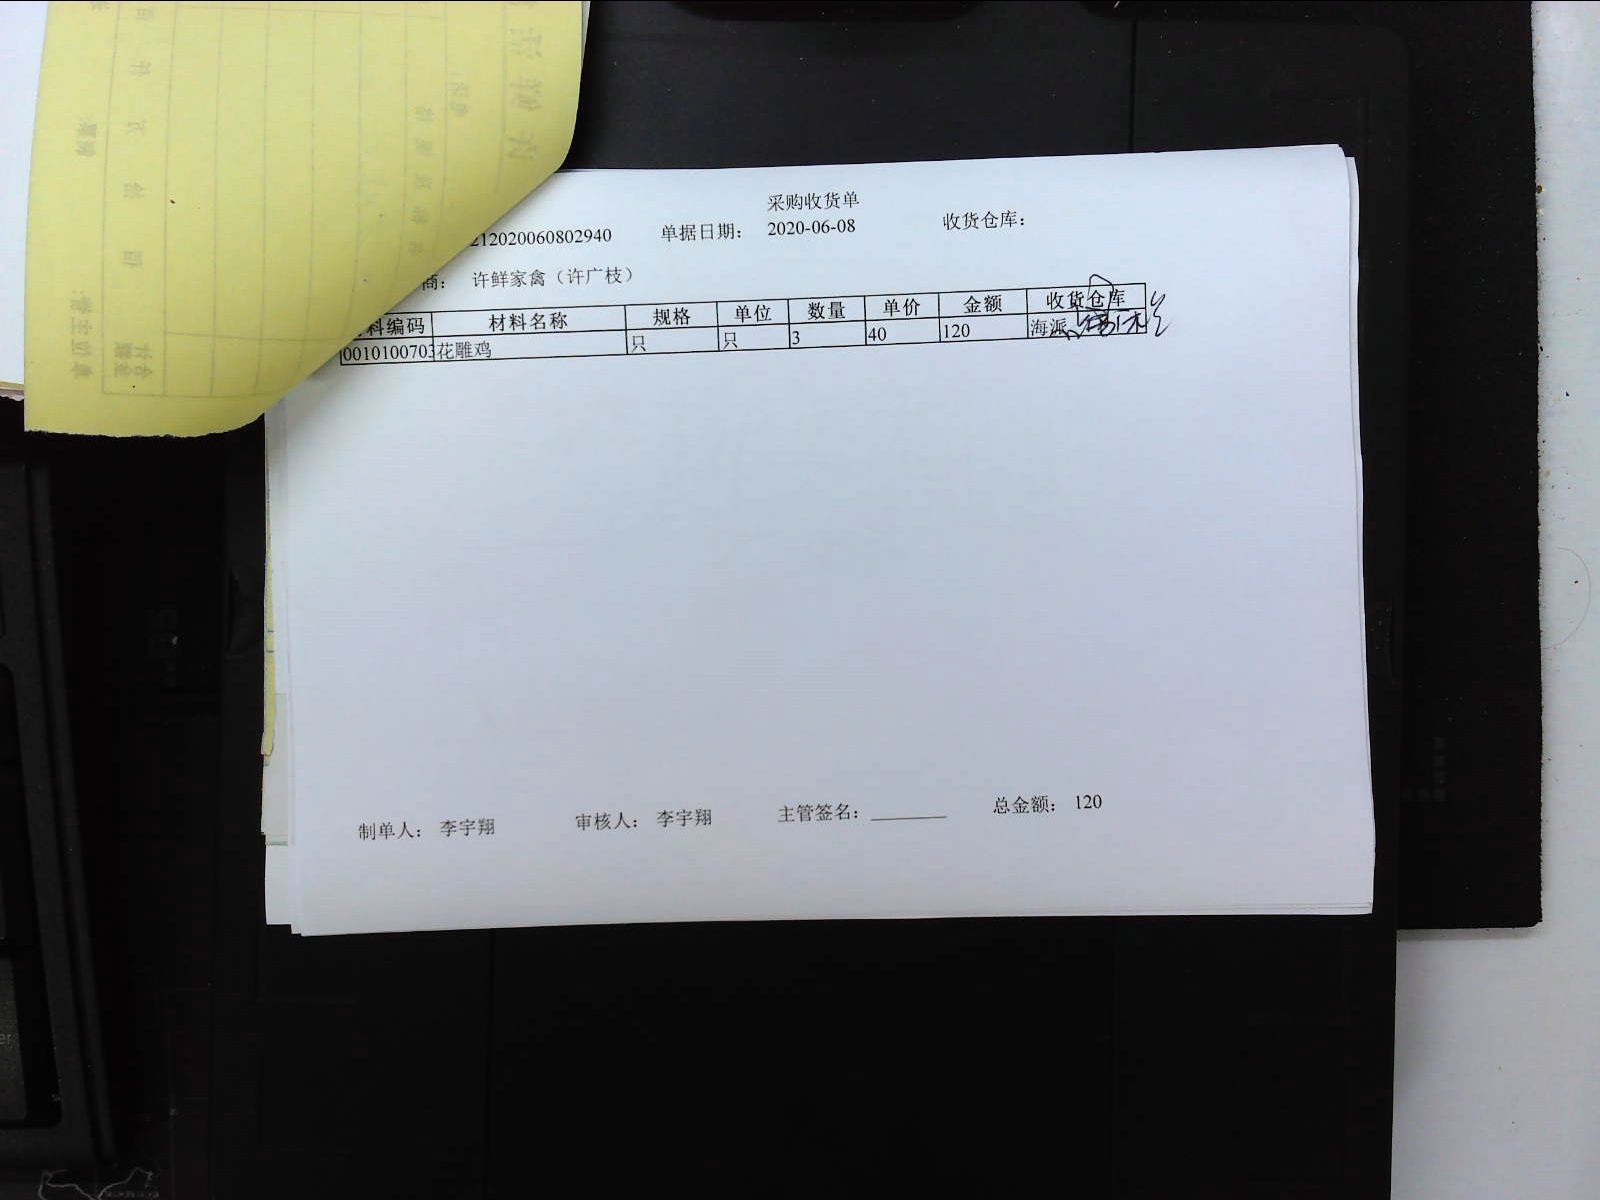 采购收货单
212020060802940 单据日期： 2020-06-08 收货仓库：
商： 许鲜家禽（许广枝）
料编码 材料名称 规格 单位 数量 单价 金额 收货仓库
0010100703 花雕鸡 只 只 3 40 120 海派
制单人： 李宇翔 审核人： 李宇翔 主管签名： 总金额： 120